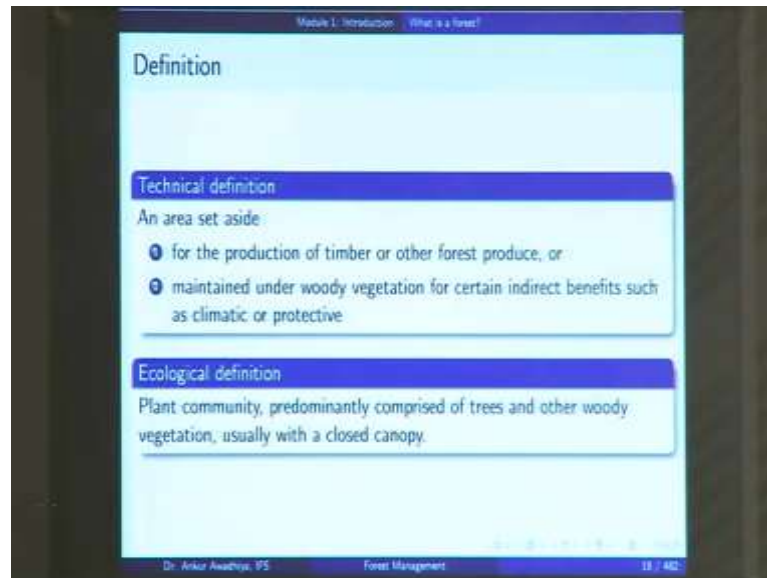 Module 1: Introduction What is a forest?
Definition
Technical definition
An area set aside
1 for the production of timber or other forest produce, or
2 maintained under woody vegetation for certain indirect benefits such
as climatic or protective
Ecological definition
Plant community, predominantly comprised of trees and other woody
vegetation, usually with a closed canopy.
Dr. Ankur Awadhiya, IFS Forest Management / 482